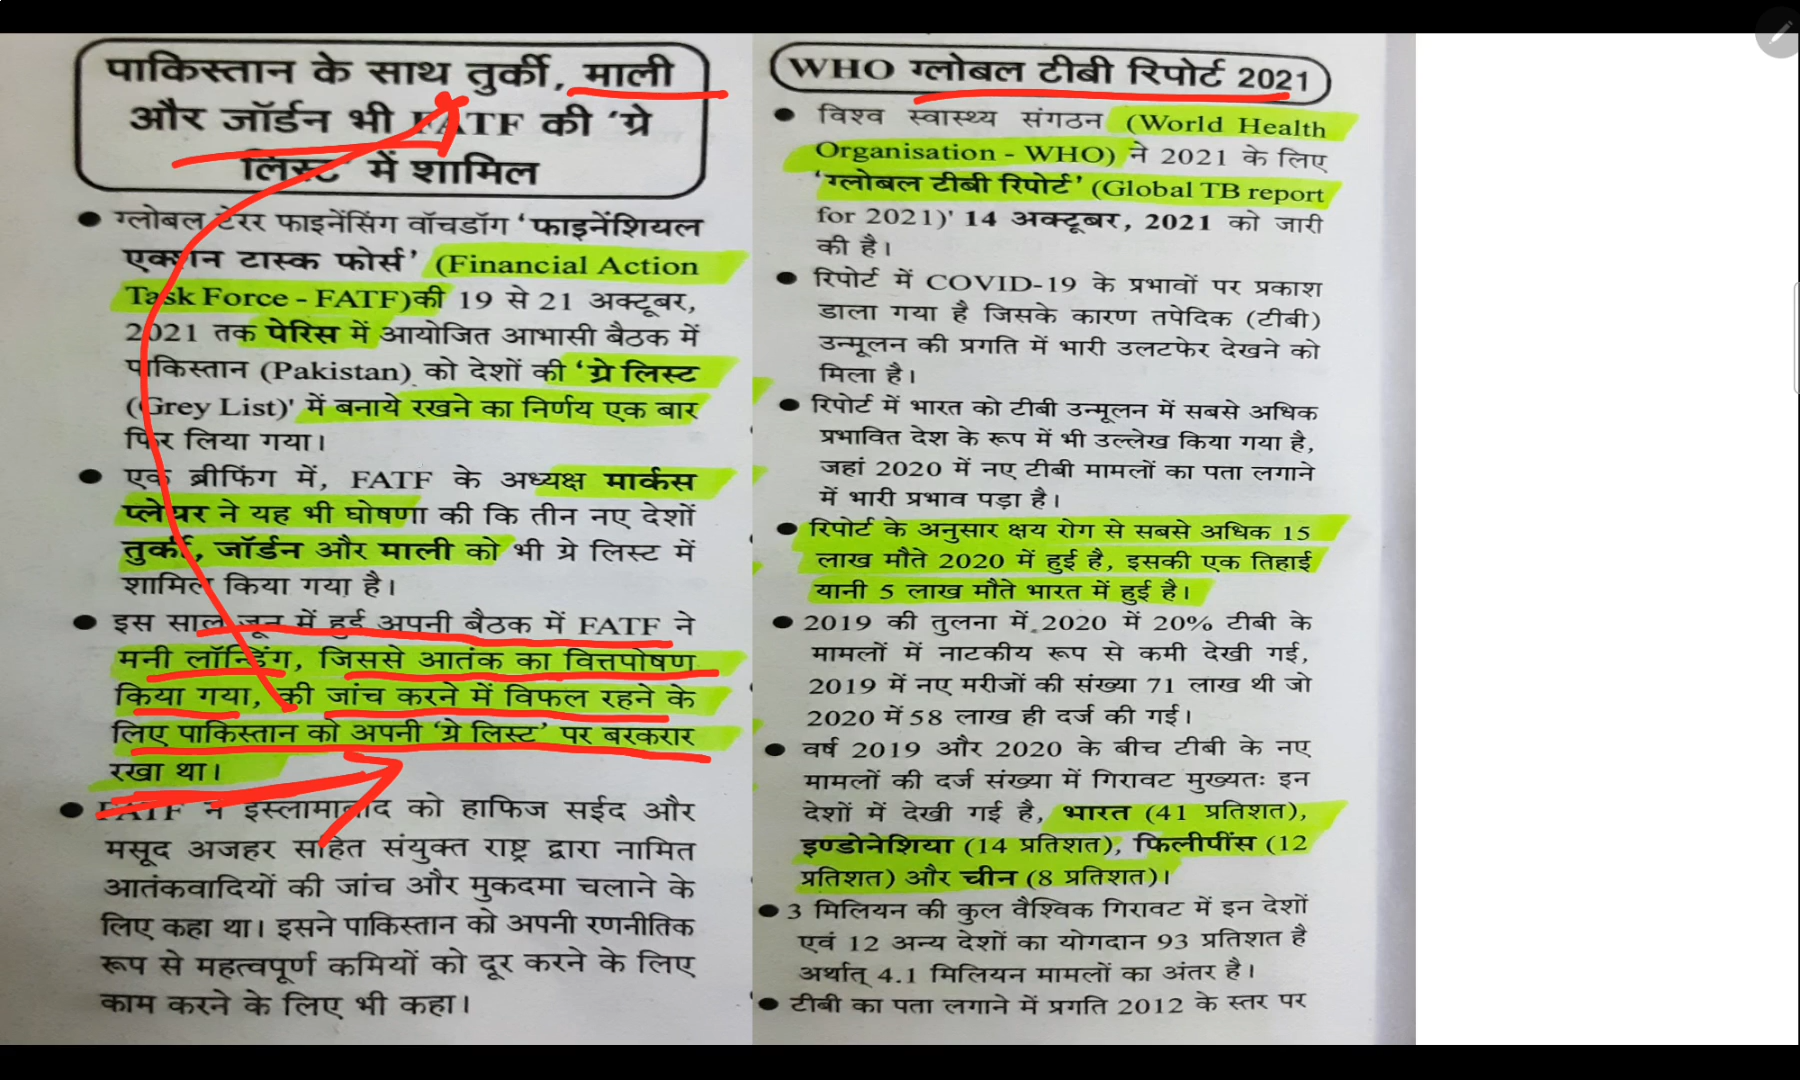 पाकिस्तान के साथ तुर्की, माली
और जॉर्डन भी FATF की 'ग्रे
लिस्ट' में शामिल
● ग्लोबल टेरर फाइनेंसिंग वॉचडॉग 'फाइनेंशियल
एक्शन टास्क फोर्स' (Financial Action
Task Force - FATF)की 19 से 21 अक्टूबर,
2021 तक पेरिस में आयोजित आभासी बैठक में
पाकिस्तान (Pakistan) को देशों की 'ग्रे लिस्ट
(Grey List)' में बनाये रखने का निर्णय एक बार
फिर लिया गया।
● एक ब्रीफिंग में, FATF के अध्यक्ष मार्कस
प्लेयर ने यह भी घोषणा की कि तीन नए देशों
तुर्की, जॉर्डन और माली को भी ग्रे लिस्ट में
शामिल किया गया है।
● इस साल जून में हुई अपनी बैठक में FATF ने
मनी लॉन्डिंग, जिससे आतंक का वित्तपोषण
किया गया, की जांच करने में विफल रहने के
लिए पाकिस्तान को अपनी 'ग्रे लिस्ट' पर बरकरार
रखा था।
● FATF ने इस्लामाबाद को हाफिज सईद और
मसूद अजहर सहित संयुक्त राष्ट्र द्वारा नामित
आतंकवादियों की जांच और मुकदमा चलाने के
लिए कहा था। इसने पाकिस्तान को अपनी रणनीतिक
रूप से महत्वपूर्ण कमियों को दूर करने के लिए
काम करने के लिए भी कहा।
WHO ग्लोबल टीबी रिपोर्ट 2021
● विश्व स्वास्थ्य संगठन (World Health
Organisation - WHO) ने 2021 के लिए
'ग्लोबल टीबी रिपोर्ट' (Global TB report
for 2021)' 14 अक्टूबर, 2021 को जारी
की है।
● रिपोर्ट में COVID-19 के प्रभावों पर प्रकाश
डाला गया है जिसके कारण तपेदिक (टीबी)
उन्मूलन की प्रगति में भारी उलटफेर देखने को
मिला है।
● रिपोर्ट में भारत को टीबी उन्मूलन में सबसे अधिक
प्रभावित देश के रूप में भी उल्लेख किया गया है,
जहां 2020 में नए टीबी मामलों का पता लगाने
में भारी प्रभाव पड़ा है।
● रिपोर्ट के अनुसार क्षय रोग से सबसे अधिक 15
लाख मौते 2020 में हुई है, इसकी एक तिहाई
यानी 5 लाख मौते भारत में हुई है।
● 2019 की तुलना में 2020 में 20% टीबी के
मामलों में नाटकीय रूप से कमी देखी गई,
2019 में नए मरीजों की संख्या 71 लाख थी जो
2020 में 58 लाख ही दर्ज की गई।
● वर्ष 2019 और 2020 के बीच टीबी के नए
मामलों की दर्ज संख्या में गिरावट मुख्यतः इन
देशों में देखी गई है, भारत (41 प्रतिशत),
इण्डोनेशिया (14 प्रतिशत), फिलीपींस (12
प्रतिशत) और चीन (8 प्रतिशत)।
● 3 मिलियन की कुल वैश्विक गिरावट में इन देशों
एवं 12 अन्य देशों का योगदान 93 प्रतिशत है
अर्थात् 4.1 मिलियन मामलों का अंतर है।
● टीबी का पता लगाने में प्रगति 2012 के स्तर पर